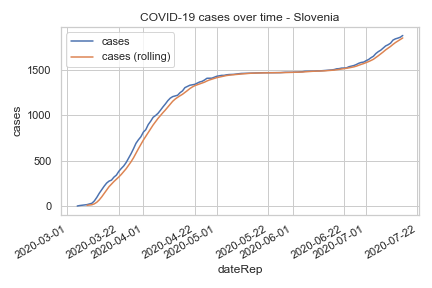 COVID-19 cases over time - Slovenia
cases
cases (rolling)
cases
1500
1000
500
0
2020-03-01
2020-03-22
2020-04-01
2020-04-22
2020-05-01
2020-05-22
2020-06-01
2020-06-22
2020-07-01
2020-07-22
dateRep